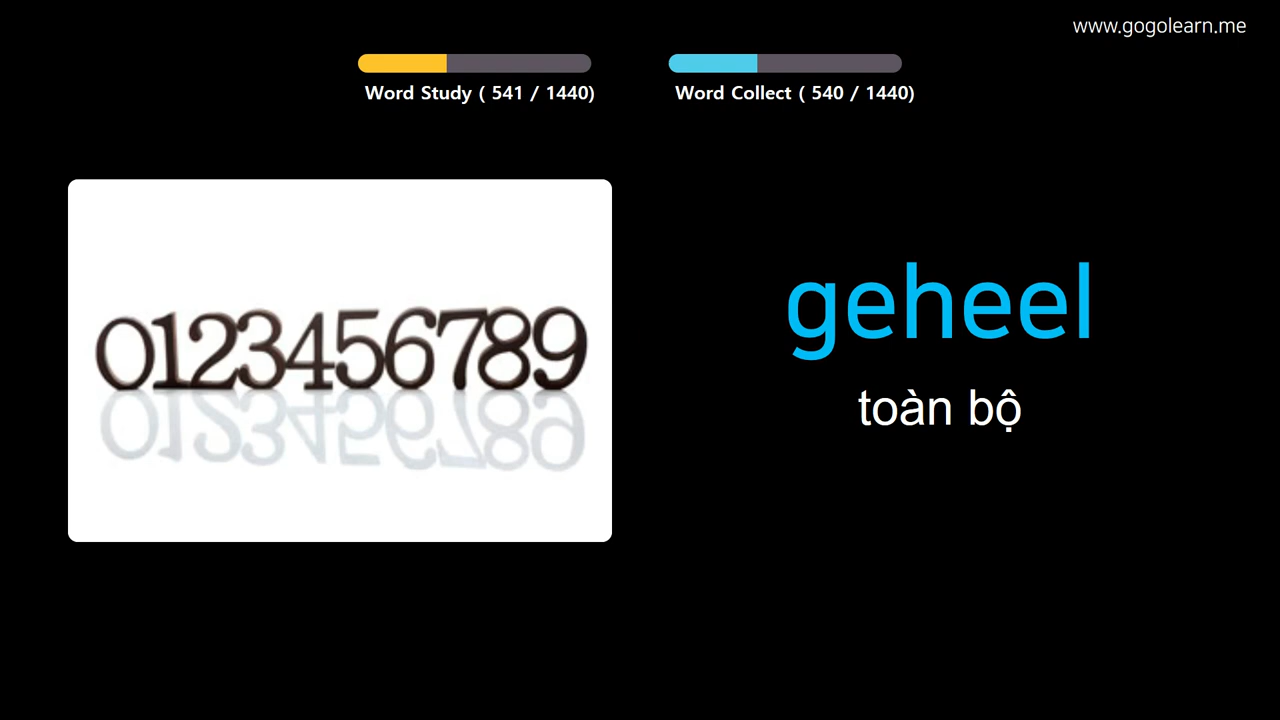 www.gogolearn.me
Word Study ( 541 / 1440)
Word Collect ( 540 / 1440)
0123456789
geheel
toàn bộ